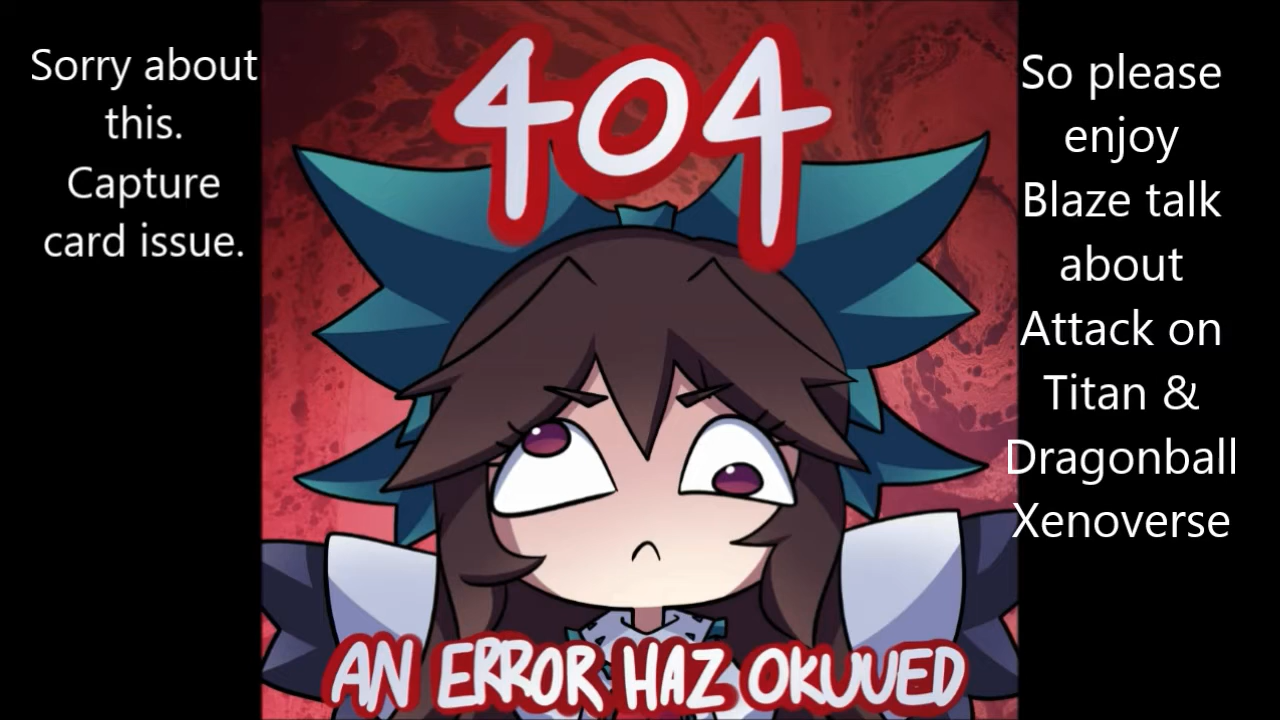 Sorry about
this.
Capture
card issue.
404
AN ERROR HAZ OKUUED
So please
enjoy
Blaze talk
about
Attack on
Titan &
Dragonball
Xenoverse